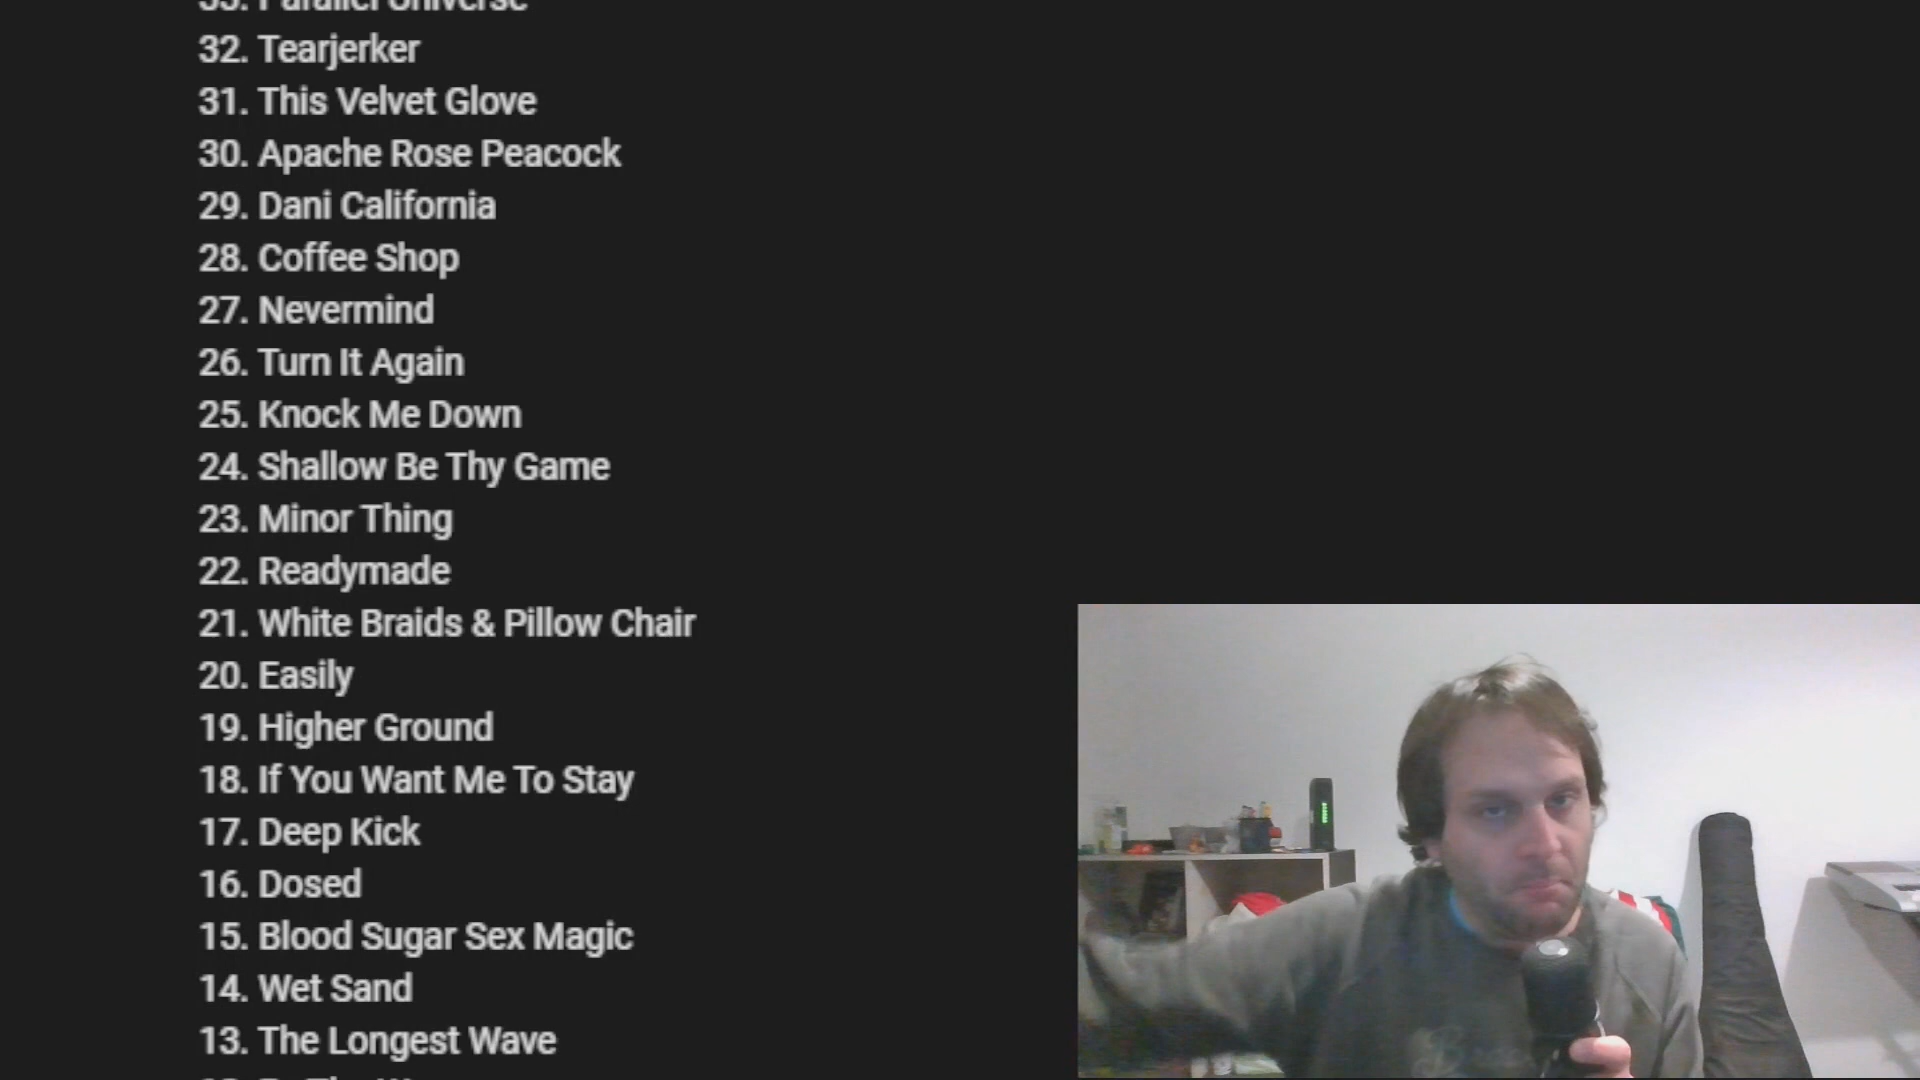 33. Parallel Universe
32. Tearjerker
31. This Velvet Glove
30. Apache Rose Peacock
29. Dani California
28. Coffee Shop
27. Nevermind
26. Turn It Again
25. Knock Me Down
24. Shallow Be Thy Game
23. Minor Thing
22. Readymade
21. White Braids & Pillow Chair
20. Easily
19. Higher Ground
18. If You Want Me To Stay
17. Deep Kick
16. Dosed
15. Blood Sugar Sex Magic
14. Wet Sand
13. The Longest Wave